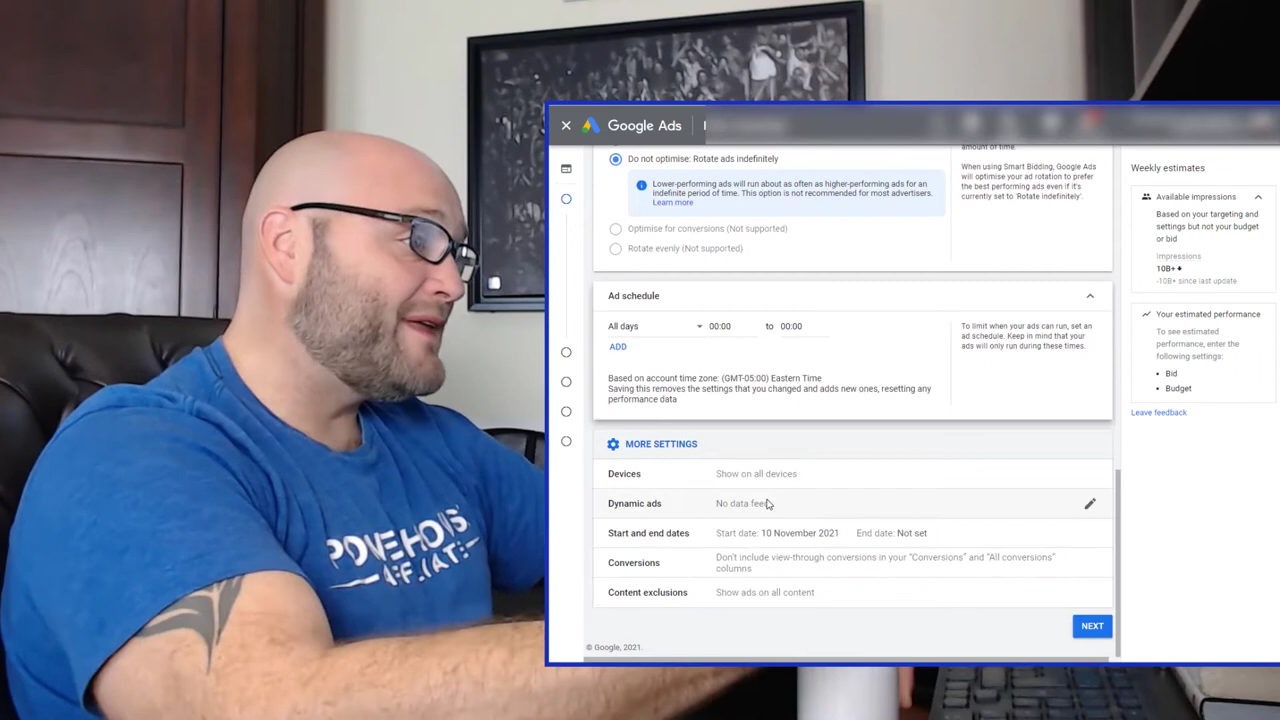 Google Ads
amount of time.
Do not optimise: Rotate ads indefinitely
Lower-performing ads will run about as often as higher-performing ads for an
indefinite period of time. This option is not recommended for most advertisers.
Learn more
Optimise for conversions (Not supported)
Rotate evenly (Not supported)
When using Smart Bidding, Google Ads
will optimise your ad rotation to prefer
the best performing ads even if it's
currently set to 'Rotate indefinitely'.
Ad schedule
All days 00:00 to 00:00
ADD
To limit when your ads can run, set an
ad schedule. Keep in mind that your
ads will only run during these times.
Based on account time zone: (GMT-05:00) Eastern Time
Saving this removes the settings that you changed and adds new ones, resetting any
performance data
MORE SETTINGS
Devices Show on all devices
Dynamic ads No data feed
Start and end dates Start date: 10 November 2021 End date: Not set
Conversions Don't include view-through conversions in your "Conversions" and "All conversions"
columns
Content exclusions Show ads on all content
NEXT
© Google, 2021.
Weekly estimates
Available impressions
Based on your targeting and
settings but not your budget
or bid
Impressions
10B+
-10B+ since last update
Your estimated performance
To see estimated
performance, enter the
following settings:
• Bid
• Budget
Leave feedback
POWERHOUSE
AFFILIATE